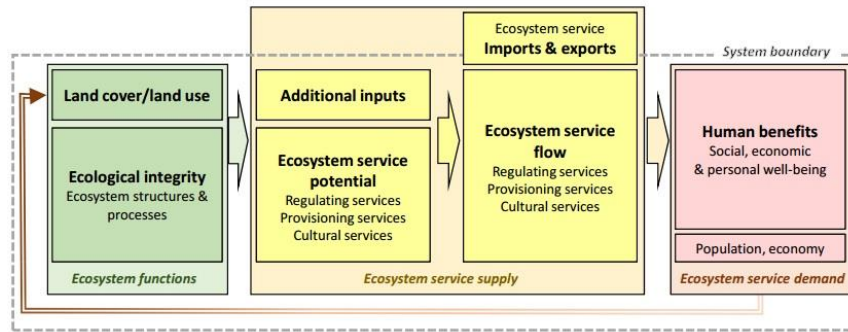 Ecosystem service
Imports & exports
System boundary
Land cover/land use
Ecological integrity
Ecosystem structures &
processes
Ecosystem functions
Additional inputs
Ecosystem service
potential
Regulating services
Provisioning services
Cultural services
Ecosystem service
flow
Regulating services
Provisioning services
Cultural services
Ecosystem service supply
Human benefits
Social, economic
& personal well-being
Population, economy
Ecosystem service demand